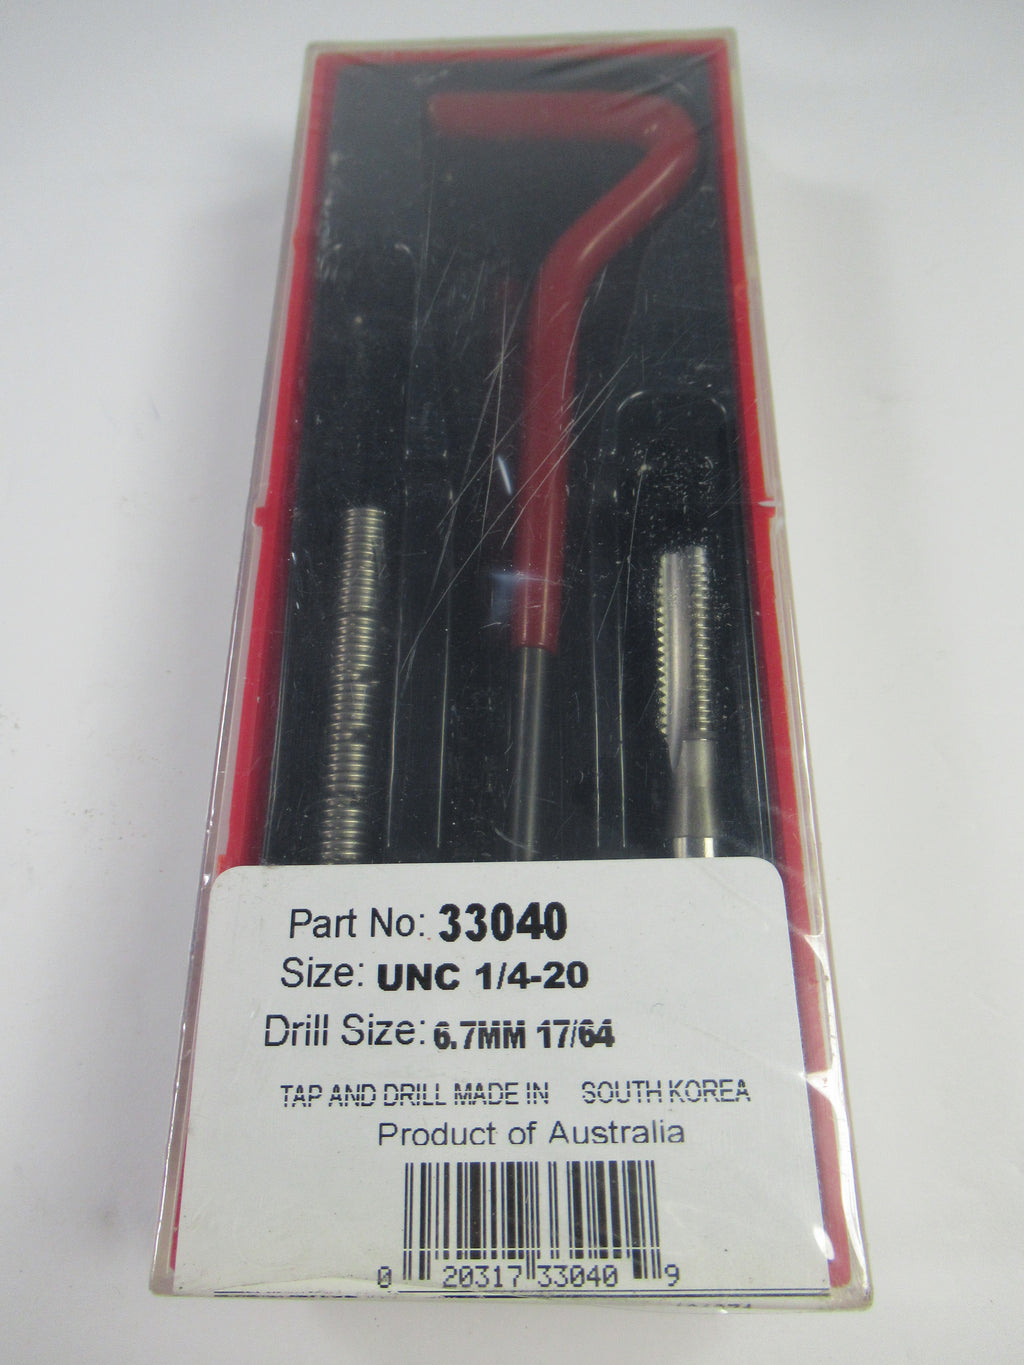 Part No: 33040
Size: UNC 1/4-20
Drill Size: 6.7MM 17/64
TAP AND DRILL MADE IN SOUTH KOREA
Product of Australia
0 20317 33040 9